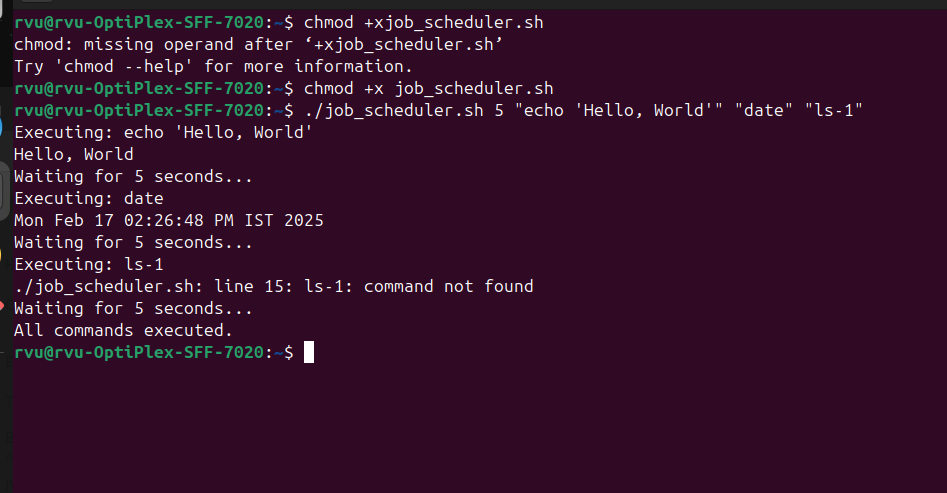 rvu@rvu-OptiPlex-SFF-7020:~$ chmod +xjob_scheduler.sh
chmod: missing operand after ‘+xjob_scheduler.sh’
Try 'chmod --help' for more information.
rvu@rvu-OptiPlex-SFF-7020:~$ chmod +x job_scheduler.sh
rvu@rvu-OptiPlex-SFF-7020:~$ ./job_scheduler.sh 5 "echo 'Hello, World'" "date" "ls-1"
Executing: echo 'Hello, World'
Hello, World
Waiting for 5 seconds...
Executing: date
Mon Feb 17 02:26:48 PM IST 2025
Waiting for 5 seconds...
Executing: ls-1
./job_scheduler.sh: line 15: ls-1: command not found
Waiting for 5 seconds...
All commands executed.
rvu@rvu-OptiPlex-SFF-7020:~$